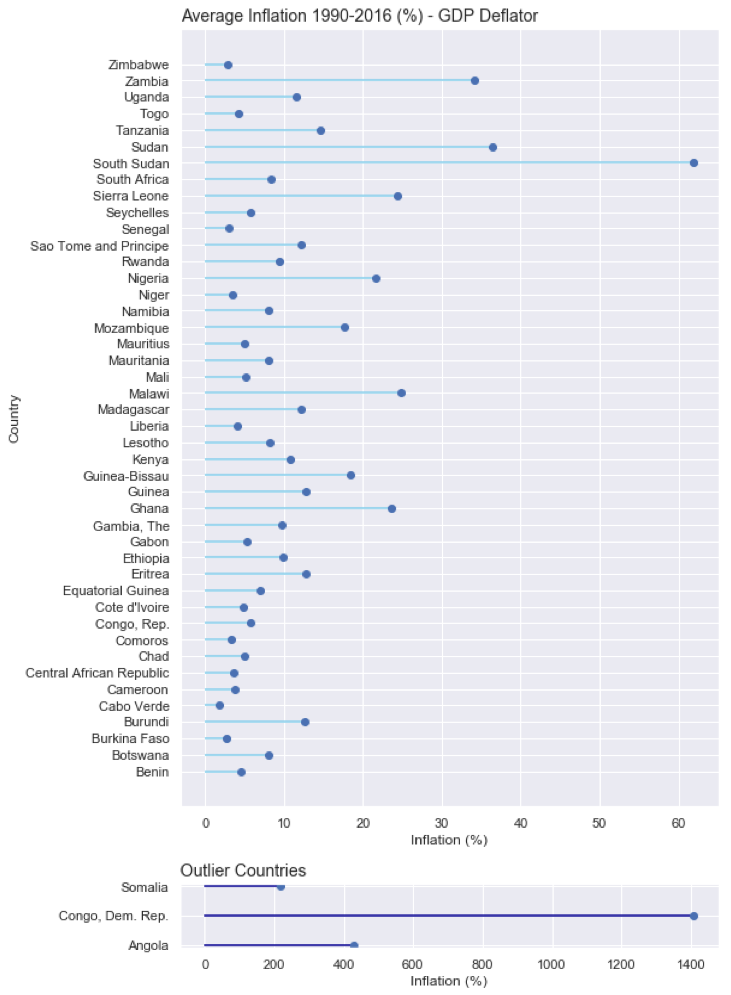 Average Inflation 1990-2016 (%) - GDP Deflator
Zimbabwe
Zambia
Uganda
Togo
Tanzania
Sudan
South Sudan
South Africa
Sierra Leone
Seychelles
Senegal
Sao Tome and Principe
Rwanda
Nigeria
Niger
Namibia
Mozambique
Mauritius
Mauritania
Mali
Malawi
Madagascar
Liberia
Lesotho
Kenya
Guinea-Bissau
Guinea
Ghana
Gambia, The
Gabon
Ethiopia
Eritrea
Equatorial Guinea
Cote d'Ivoire
Congo, Rep.
Comoros
Chad
Central African Republic
Cameroon
Cabo Verde
Burundi
Burkina Faso
Botswana
Benin
Country
0 10 20 30 40 50 60
Inflation (%)
Outlier Countries
Somalia
Congo, Dem. Rep.
Angola
0 200 400 600 800 1000 1200 1400
Inflation (%)